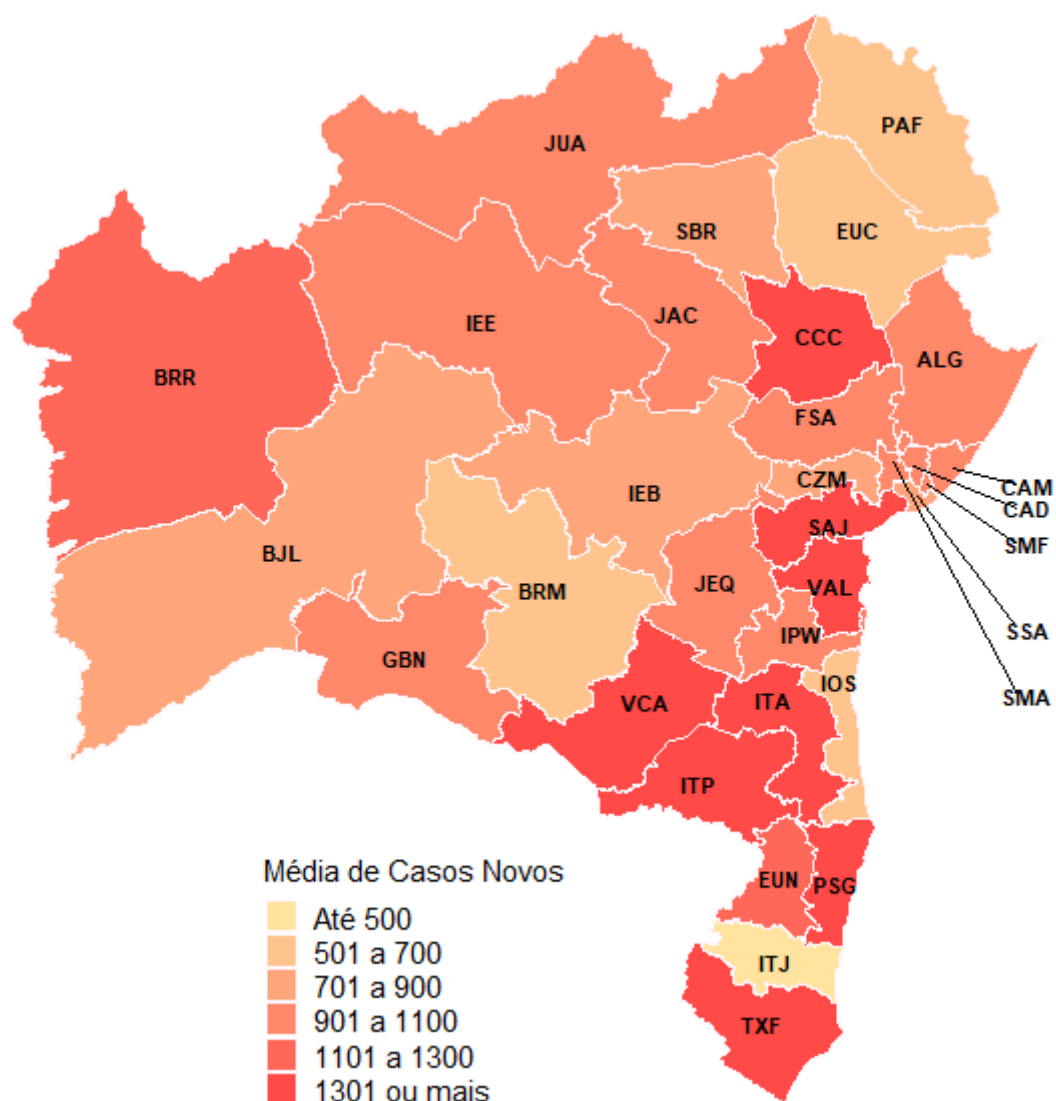 PAF
JUA
SBR
EUC
JAC
IEE
CCC
ALG
BRR
FSA
CZM
IEB
CAM
CAD
SAJ
SMF
BJL
JEQ
VAL
BRM
SSA
IPW
GBN
IOS
VCA
ITA
SMA
ITP
EUN
PSG
ITJ
TXF
Média de Casos Novos
Até 500
501 a 700
701 a 900
901 a 1100
1101 a 1300
1301 ou mais